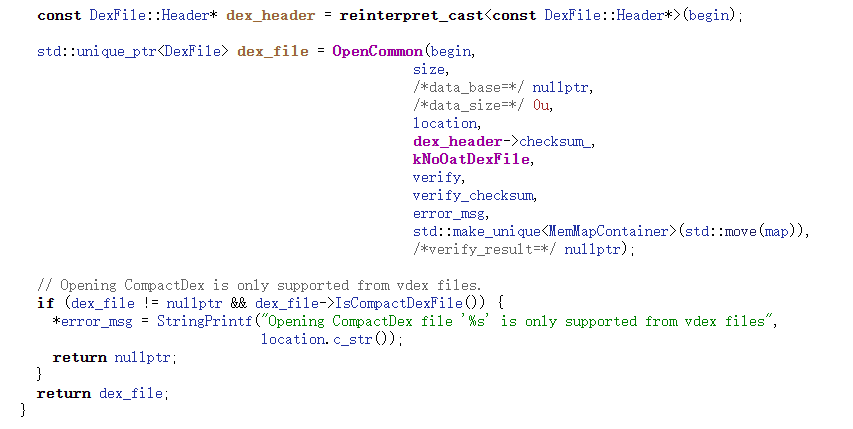 const DexFile::Header* dex_header = reinterpret_cast<const DexFile::Header*>(begin);
std::unique_ptr<DexFile> dex_file = OpenCommon(begin,
size,
/*data_base=*/ nullptr,
/*data_size=*/ 0u,
location,
dex_header->checksum_,
kNoOatDexFile,
verify,
verify_checksum,
error_msg,
std::make_unique<MemMapContainer>(std::move(map)),
/*verify_result=*/ nullptr);
// Opening CompactDex is only supported from vdex files.
if (dex_file != nullptr && dex_file->IsCompactDexFile()) {
*error_msg = StringPrintf("Opening CompactDex file '%s' is only supported from vdex files",
location.c_str());
return nullptr;
}
return dex_file;
}